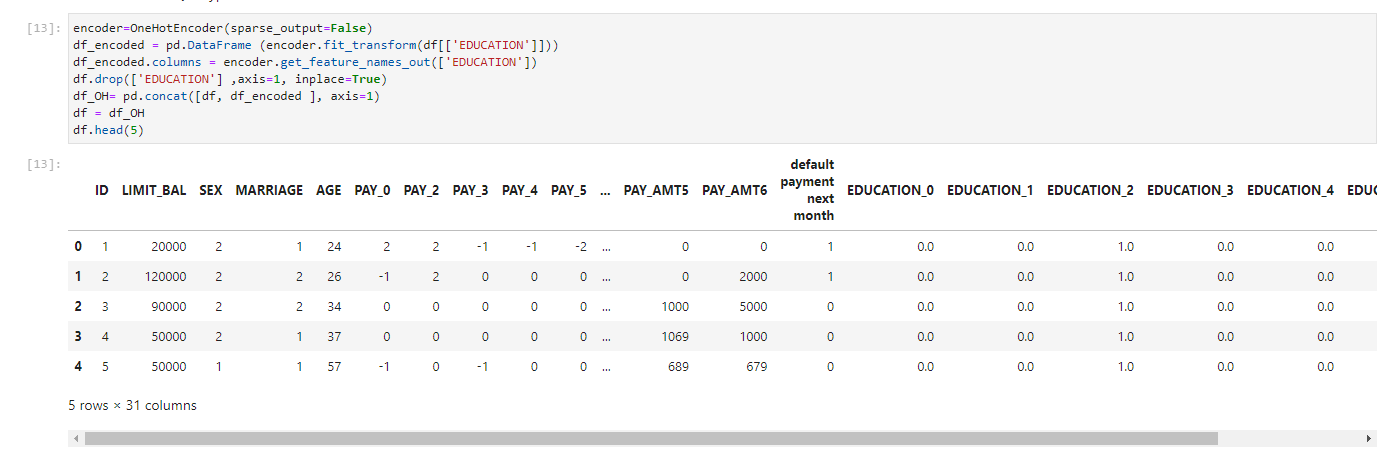 [13]: encoder=OneHotEncoder(sparse_output=False)
df_encoded = pd.DataFrame (encoder.fit_transform(df[['EDUCATION']]))
df_encoded.columns = encoder.get_feature_names_out(['EDUCATION'])
df.drop(['EDUCATION'] ,axis=1, inplace=True)
df_OH= pd.concat([df, df_encoded ], axis=1)
df = df_OH
df.head(5)
[13]:
ID LIMIT_BAL SEX MARRIAGE AGE PAY_0 PAY_2 PAY_3 PAY_4 PAY_5 ... PAY_AMT5 PAY_AMT6 default payment next month EDUCATION_0 EDUCATION_1 EDUCATION_2 EDUCATION_3 EDUCATION_4
0 1 20000 2 1 24 2 2 -1 -1 -2 ... 0 0 1 0.0 0.0 1.0 0.0 0.0
1 2 120000 2 2 26 -1 2 0 0 0 ... 0 2000 1 0.0 0.0 1.0 0.0 0.0
2 3 90000 2 2 34 0 0 0 0 0 ... 1000 5000 0 0.0 0.0 1.0 0.0 0.0
3 4 50000 2 1 37 0 0 0 0 0 ... 1069 1000 0 0.0 0.0 1.0 0.0 0.0
4 5 50000 1 1 57 -1 0 -1 0 0 ... 689 679 0 0.0 0.0 1.0 0.0 0.0
5 rows × 31 columns